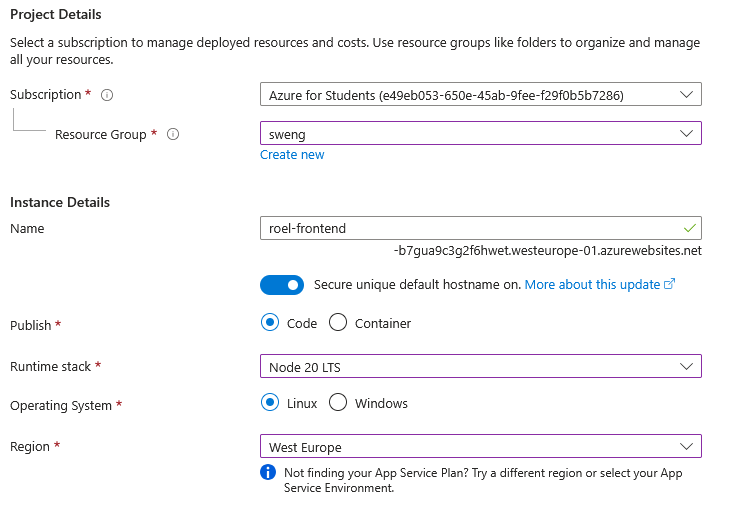 Project Details
Select a subscription to manage deployed resources and costs. Use resource groups like folders to organize and manage
all your resources.
Subscription *
Azure for Students (e49eb053-650e-45ab-9fee-f29f0b5b7286)
Resource Group *
sweng
Create new
Instance Details
Name
roel-frontend
-b7gua9c3g2f6hwet.westeurope-01.azurewebsites.net
Secure unique default hostname on. More about this update
Publish *
Code Container
Runtime stack *
Node 20 LTS
Operating System *
Linux Windows
Region *
West Europe
Not finding your App Service Plan? Try a different region or select your App
Service Environment.